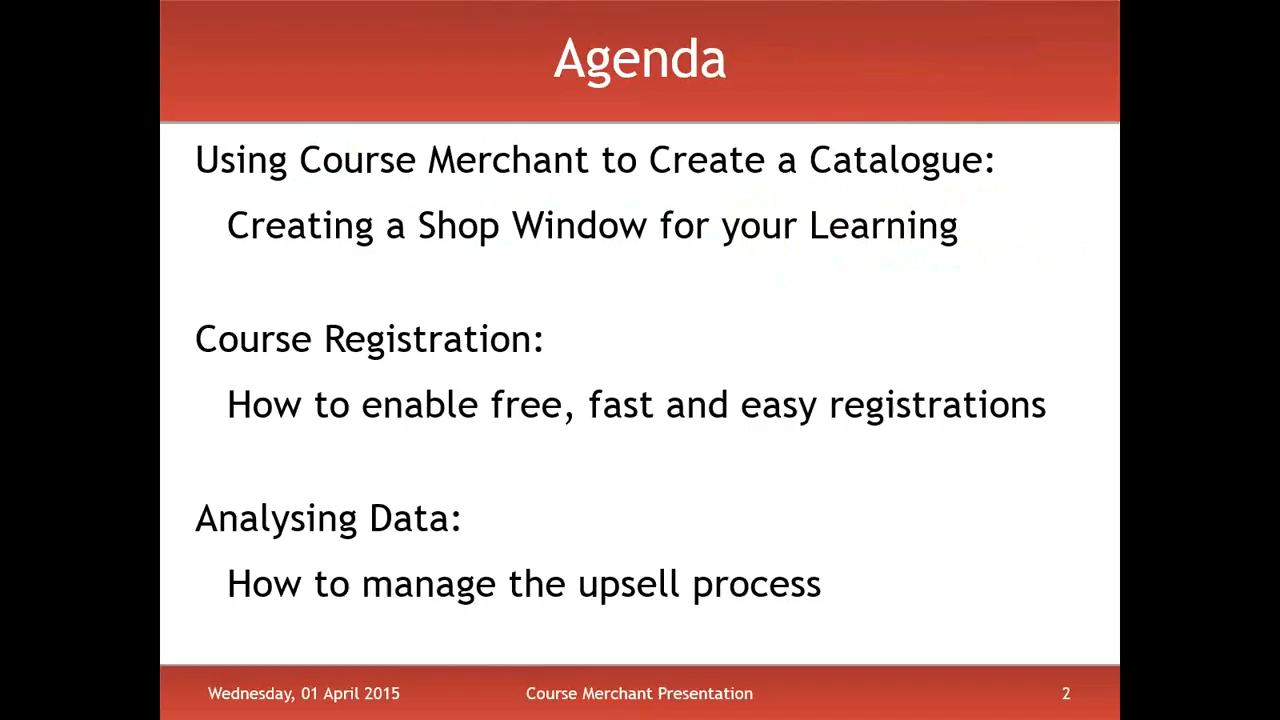 Agenda
Using Course Merchant to Create a Catalogue:
Creating a Shop Window for your Learning
Course Registration:
How to enable free, fast and easy registrations
Analysing Data:
How to manage the upsell process
Wednesday, 01 April 2015
Course Merchant Presentation
2